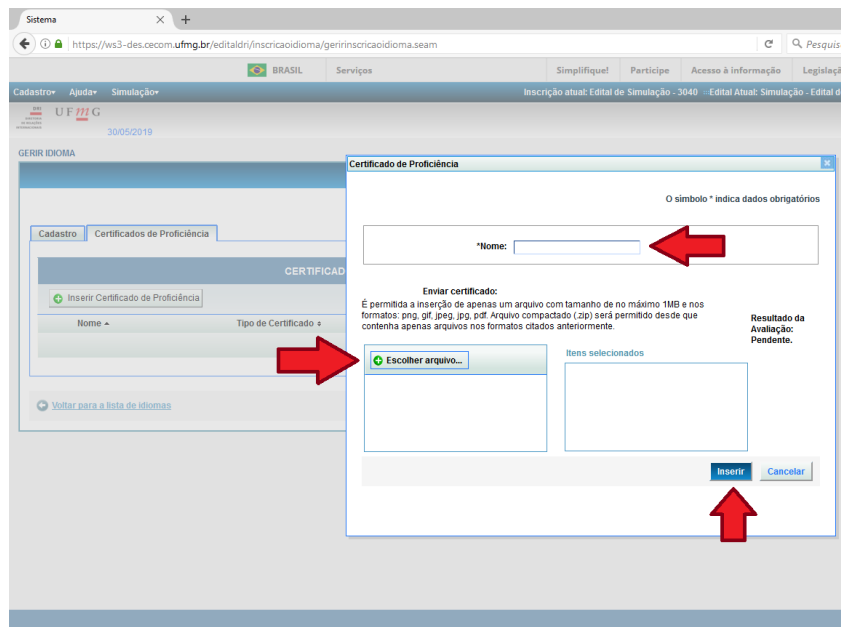 Sistema
https://ws3-des.cecom.ufmg.br/editaldri/inscricaoidioma/geririnscricaoidioma.seam
Pesquis
BRASIL Serviços Simplifique! Participe Acesso à informação Legislaçã
Cadastro Ajuda Simulação Inscrição atual: Edital de Simulação - 3040 Edital Atual: Simulação - Edital d
UFmG
30/05/2019
GERIR IDIOMA
Certificado de Proficiência
O símbolo * indica dados obrigatórios
Cadastro Certificados de Proficiência
*Nome:
CERTIFICAD
Inserir Certificado de Proficiência
Nome Tipo de Certificado
Enviar certificado:
É permitida a inserção de apenas um arquivo com tamanho de no máximo 1MB e nos
formatos: png, gif, jpeg, jpg, pdf. Arquivo compactado (.zip) será permitido desde que
contenha apenas arquivos nos formatos citados anteriormente.
Resultado da
Avaliação:
Pendente.
Escolher arquivo...
Itens selecionados
Voltar para a lista de idiomas
Inserir Cancelar